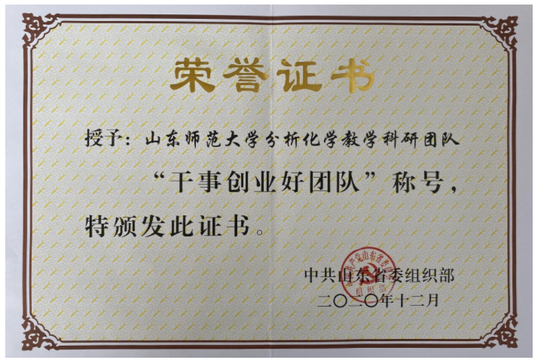 荣誉证书
授予：山东师范大学分析化学教学科研团队
“干事创业好团队”称号，
特颁发此证书。
中共山东省委组织部
二〇二〇年十二月